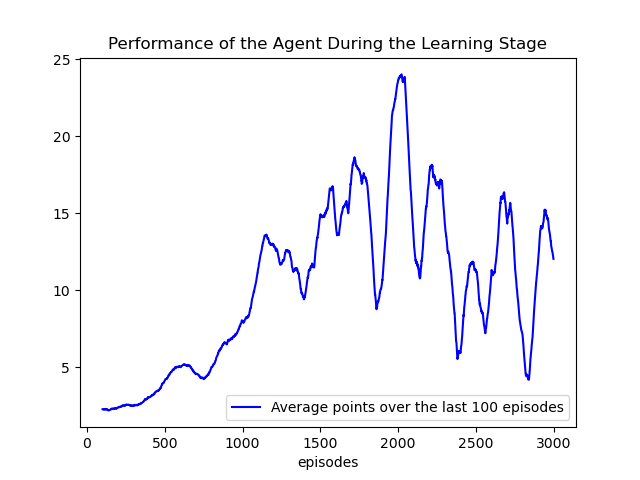 Performance of the Agent During the Learning Stage
25
20
15
10
5
Average points over the last 100 episodes
0 500 1000 1500 2000 2500 3000
episodes